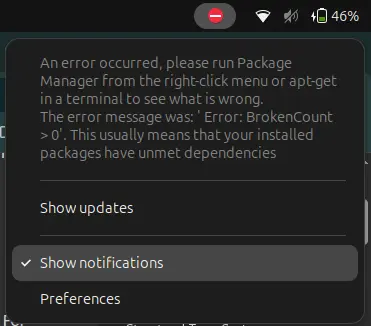 46%
An error occurred, please run Package
Manager from the right-click menu or apt-get
in a terminal to see what is wrong.
The error message was: ' Error: BrokenCount
> 0'. This usually means that your installed
packages have unmet dependencies
Show updates
Show notifications
Preferences